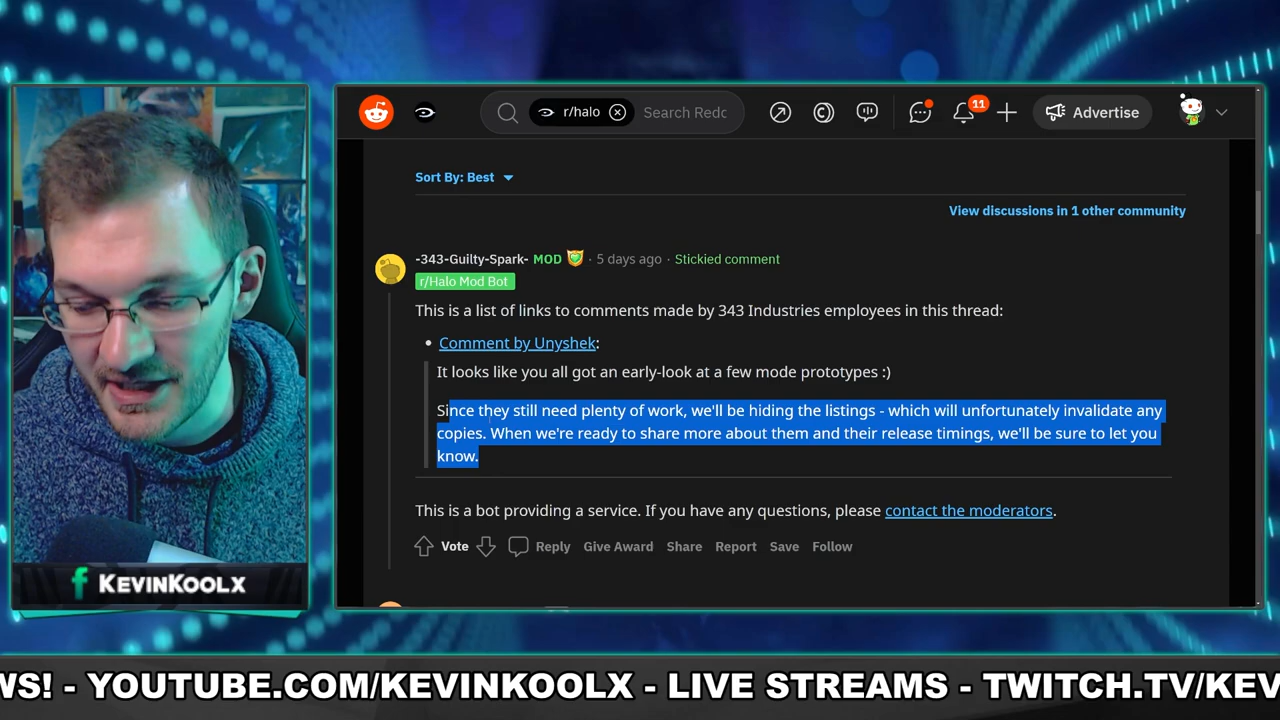 r/halo
Search Redc
11
Advertise
Sort By: Best
View discussions in 1 other community
-343-Guilty-Spark- MOD · 5 days ago · Stickied comment
r/Halo Mod Bot
This is a list of links to comments made by 343 Industries employees in this thread:
• Comment by Unyshek:
It looks like you all got an early-look at a few mode prototypes :)
Since they still need plenty of work, we'll be hiding the listings - which will unfortunately invalidate any
copies. When we're ready to share more about them and their release timings, we'll be sure to let you
know.
This is a bot providing a service. If you have any questions, please contact the moderators.
Vote Reply Give Award Share Report Save Follow
f KevinKoolx
WS! - YOUTUBE.COM/KEVINKOOLX - LIVE STREAMS - TWITCH.TV/KEV